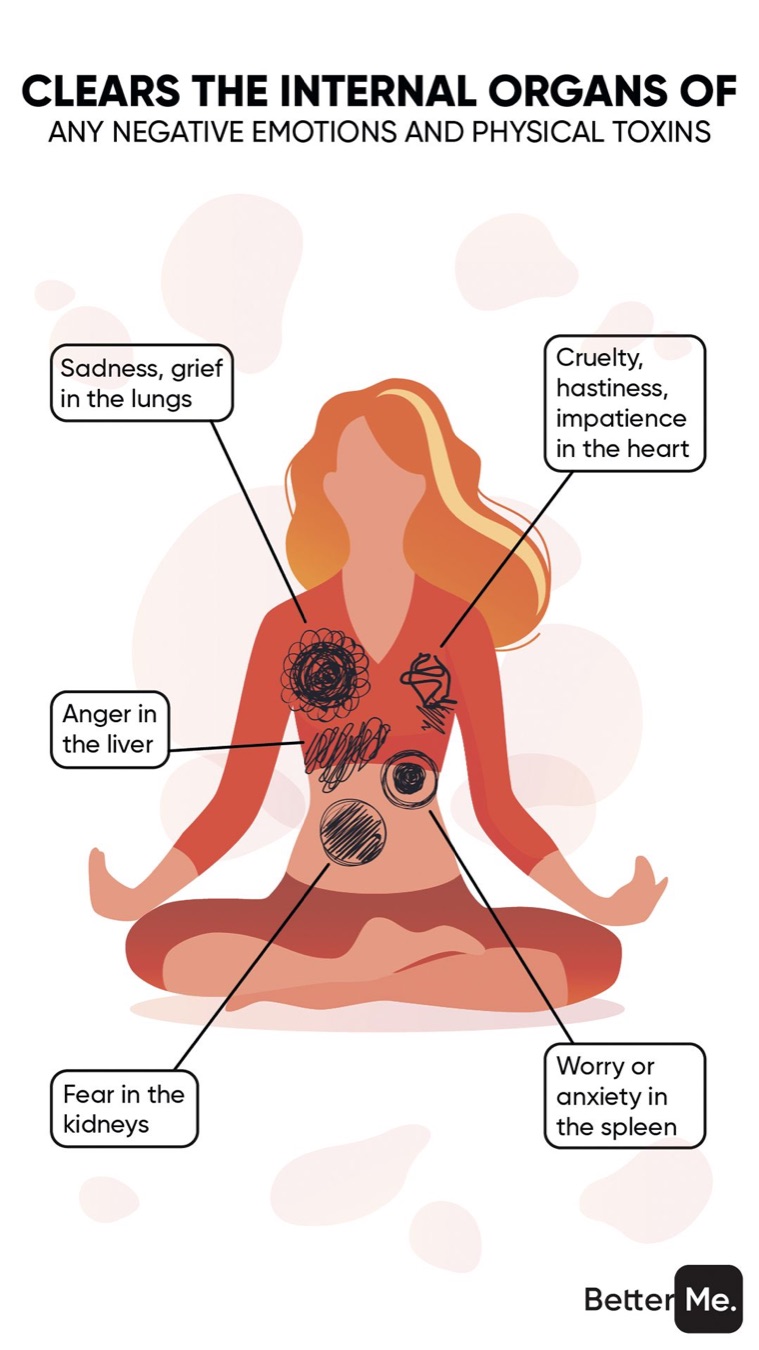 CLEARS THE INTERNAL ORGANS OF
ANY NEGATIVE EMOTIONS AND PHYSICAL TOXINS
Sadness, grief
in the lungs
Cruelty,
hastiness,
impatience
in the heart
Anger in
the liver
Fear in the
kidneys
Worry or
anxiety in
the spleen
Better Me.